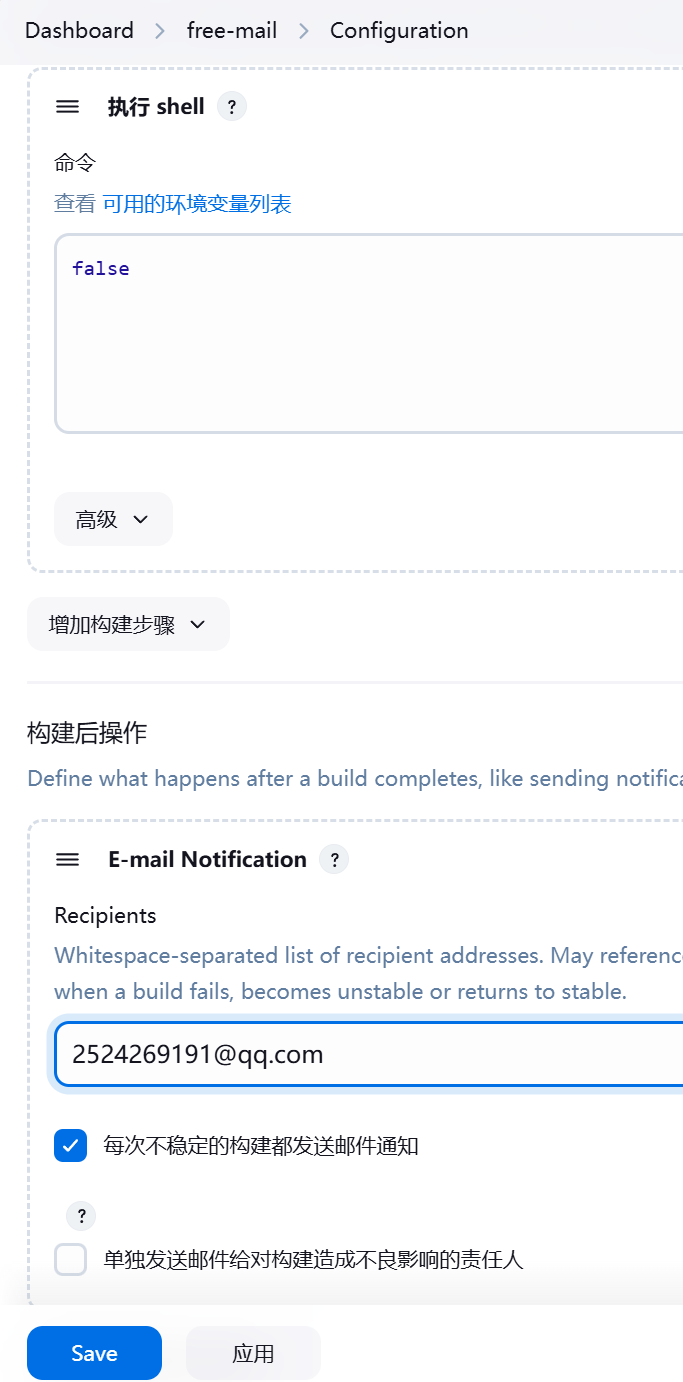 Dashboard > free-mail > Configuration
执行 shell ?
命令
查看 可用的环境变量列表
false
高级
增加构建步骤
构建后操作
Define what happens after a build completes, like sending
E-mail Notification ?
Recipients
Whitespace-separated list of recipient addresses. May
when a build fails, becomes unstable or returns to stable.
2524269191@qq.com
每次不稳定的构建都发送邮件通知
?
单独发送邮件给对构建造成不良影响的责任人
Save 应用